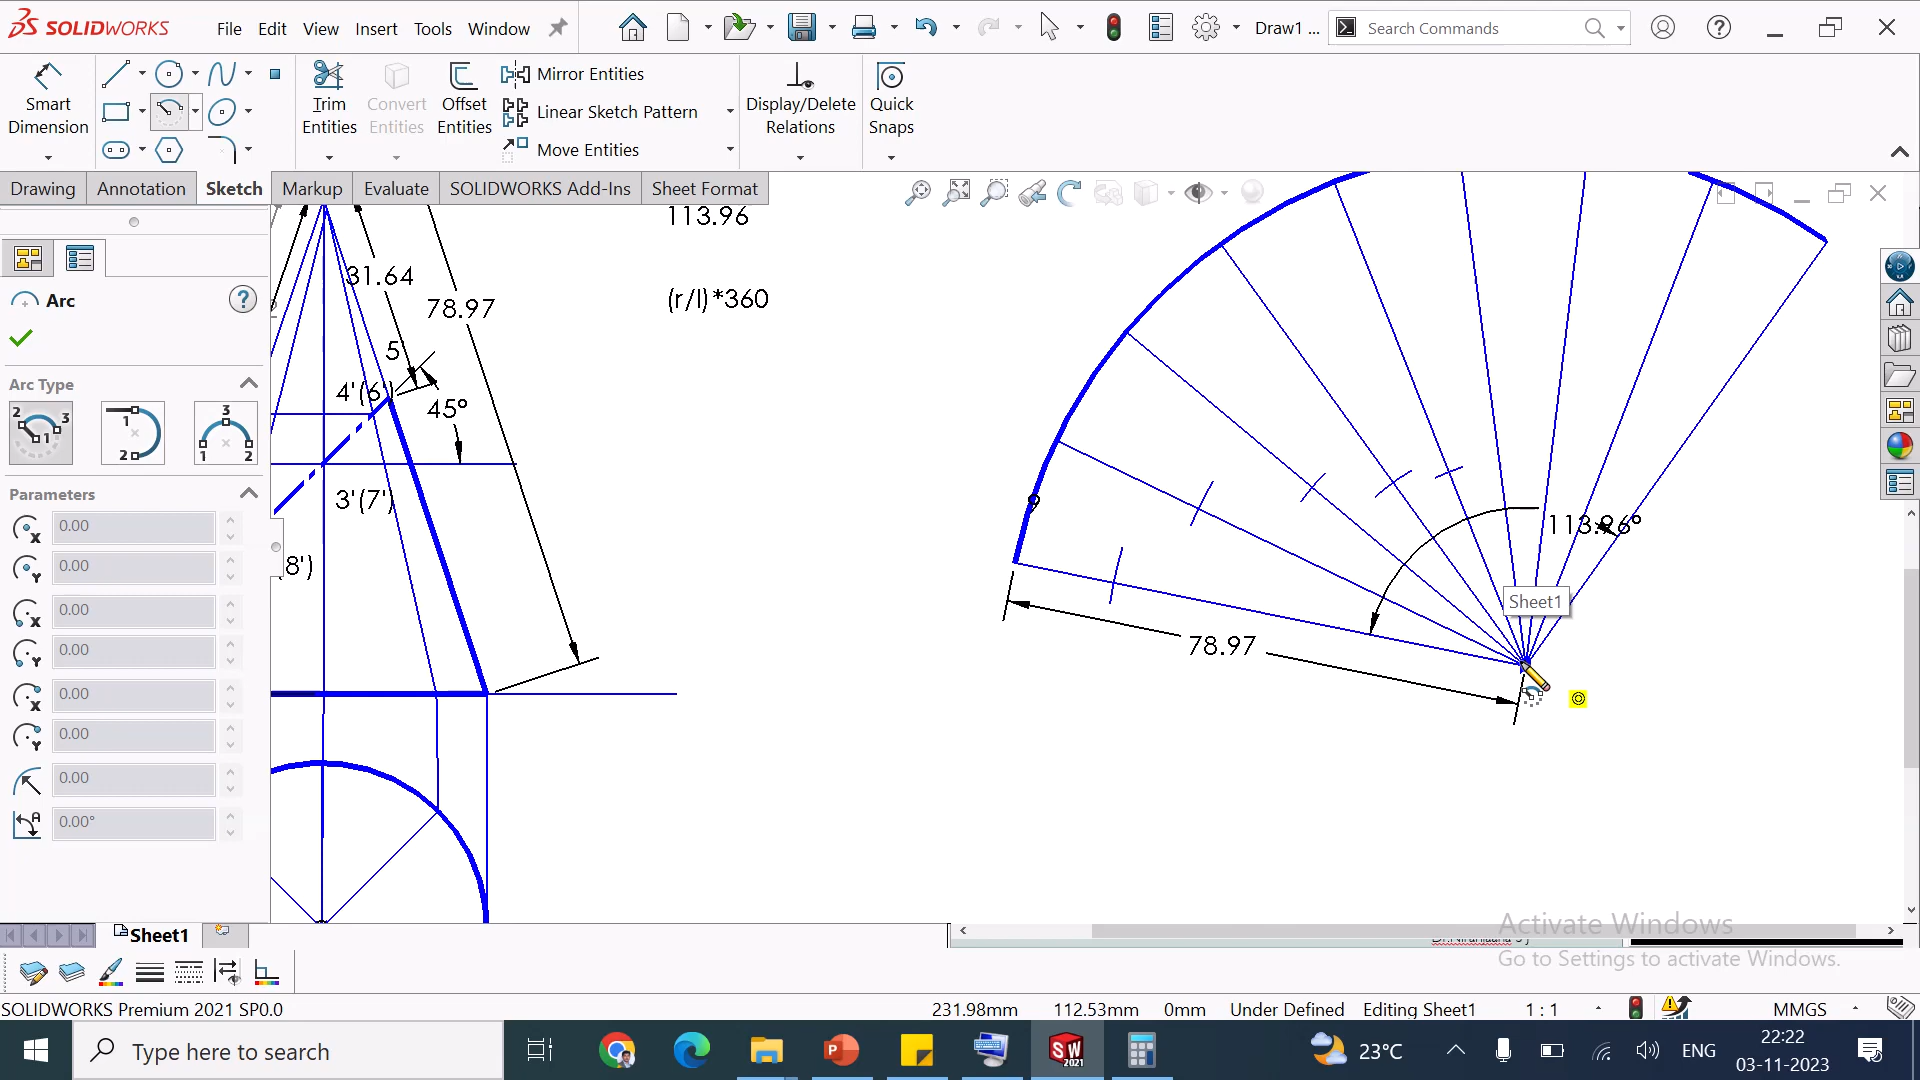 SOLIDWORKS
File Edit View Insert Tools Window
Draw1 ...
Search Commands
Smart Dimension
Trim Entities
Convert Entities
Offset Entities
Mirror Entities
Linear Sketch Pattern
Move Entities
Display/Delete Relations
Quick Snaps
Drawing Annotation Sketch Markup Evaluate SOLIDWORKS Add-Ins Sheet Format
Arc
Arc Type
Parameters
0.00
0.00
0.00
0.00
0.00
0.00
0.00
0.00°
113.96
31.64
78.97
(r/l)*360
5'
4'(6')
45°
3'(7')
8')
9
113.96°
Sheet1
78.97
Sheet1
Activate Windows
Go to Settings to activate Windows.
SOLIDWORKS Premium 2021 SP0.0
231.98mm 112.53mm 0mm Under Defined Editing Sheet1 1 : 1 MMGS
Type here to search
23°C
ENG
22:22
03-11-2023